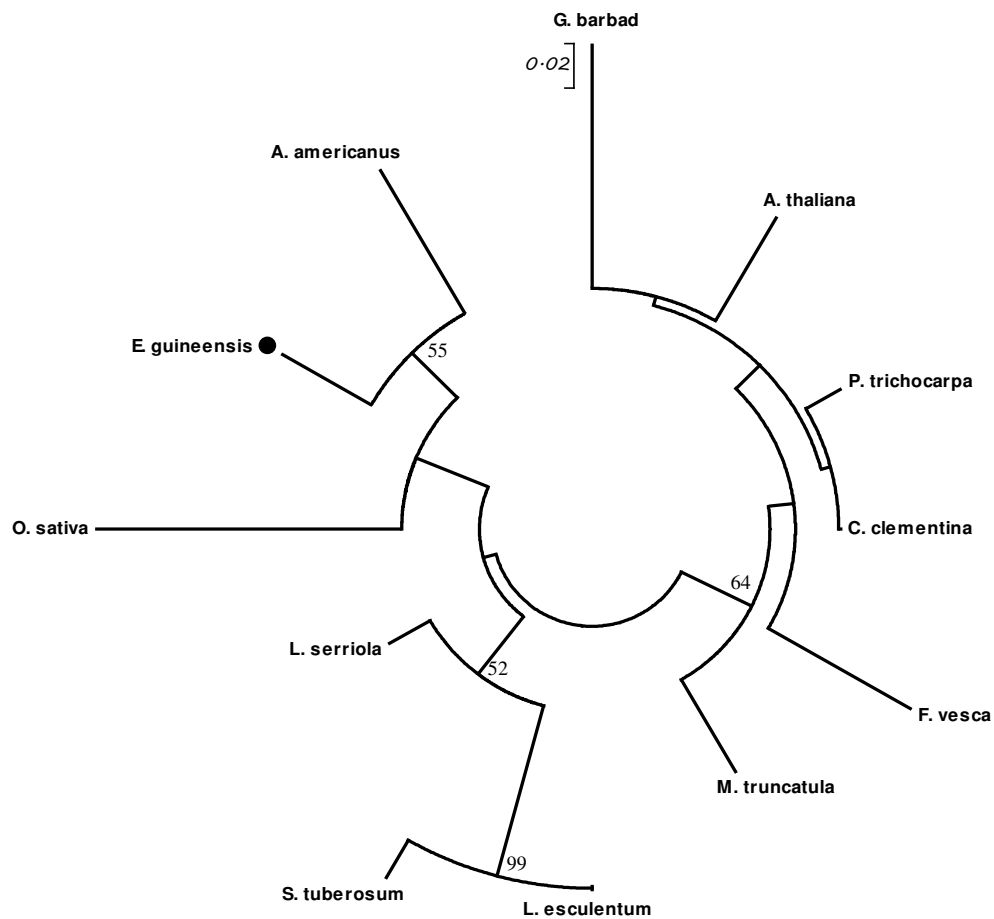 G. barbad
0.02
A. americanus
A. thaliana
E. guineensis
55
P. trichocarpa
O. sativa
C. clementina
64
L. serriola
52
F. vesca
M. truncatula
99
S. tuberosum
L. esculentum